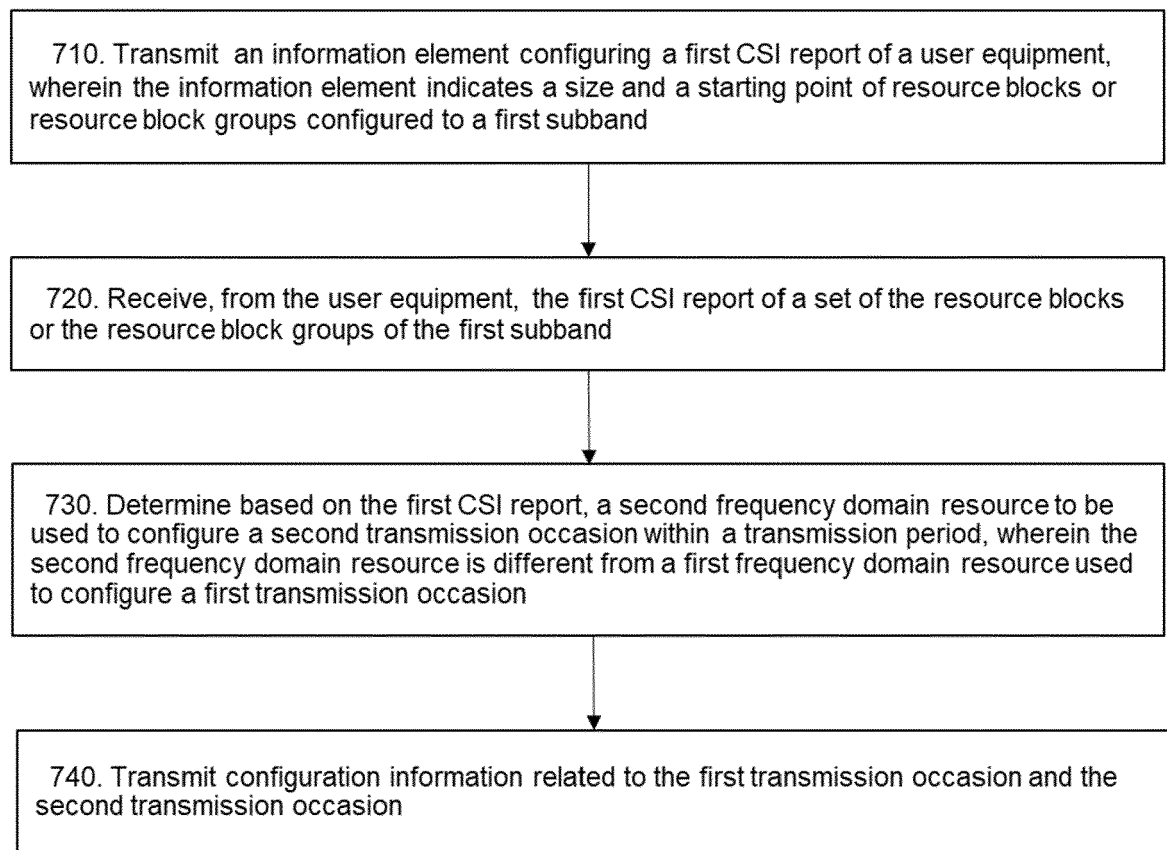 710. Transmit an information element configuring a first CSI report of a user equipment,
wherein the information element indicates a size and a starting point of resource blocks or
resource block groups configured to a first subband
720. Receive, from the user equipment, the first CSI report of a set of the resource blocks
or the resource block groups of the first subband
730. Determine based on the first CSI report, a second frequency domain resource to be
used to configure a second transmission occasion within a transmission period, wherein the
second frequency domain resource is different from a first frequency domain resource used
to configure a first transmission occasion
740. Transmit configuration information related to the first transmission occasion and the
second transmission occasion